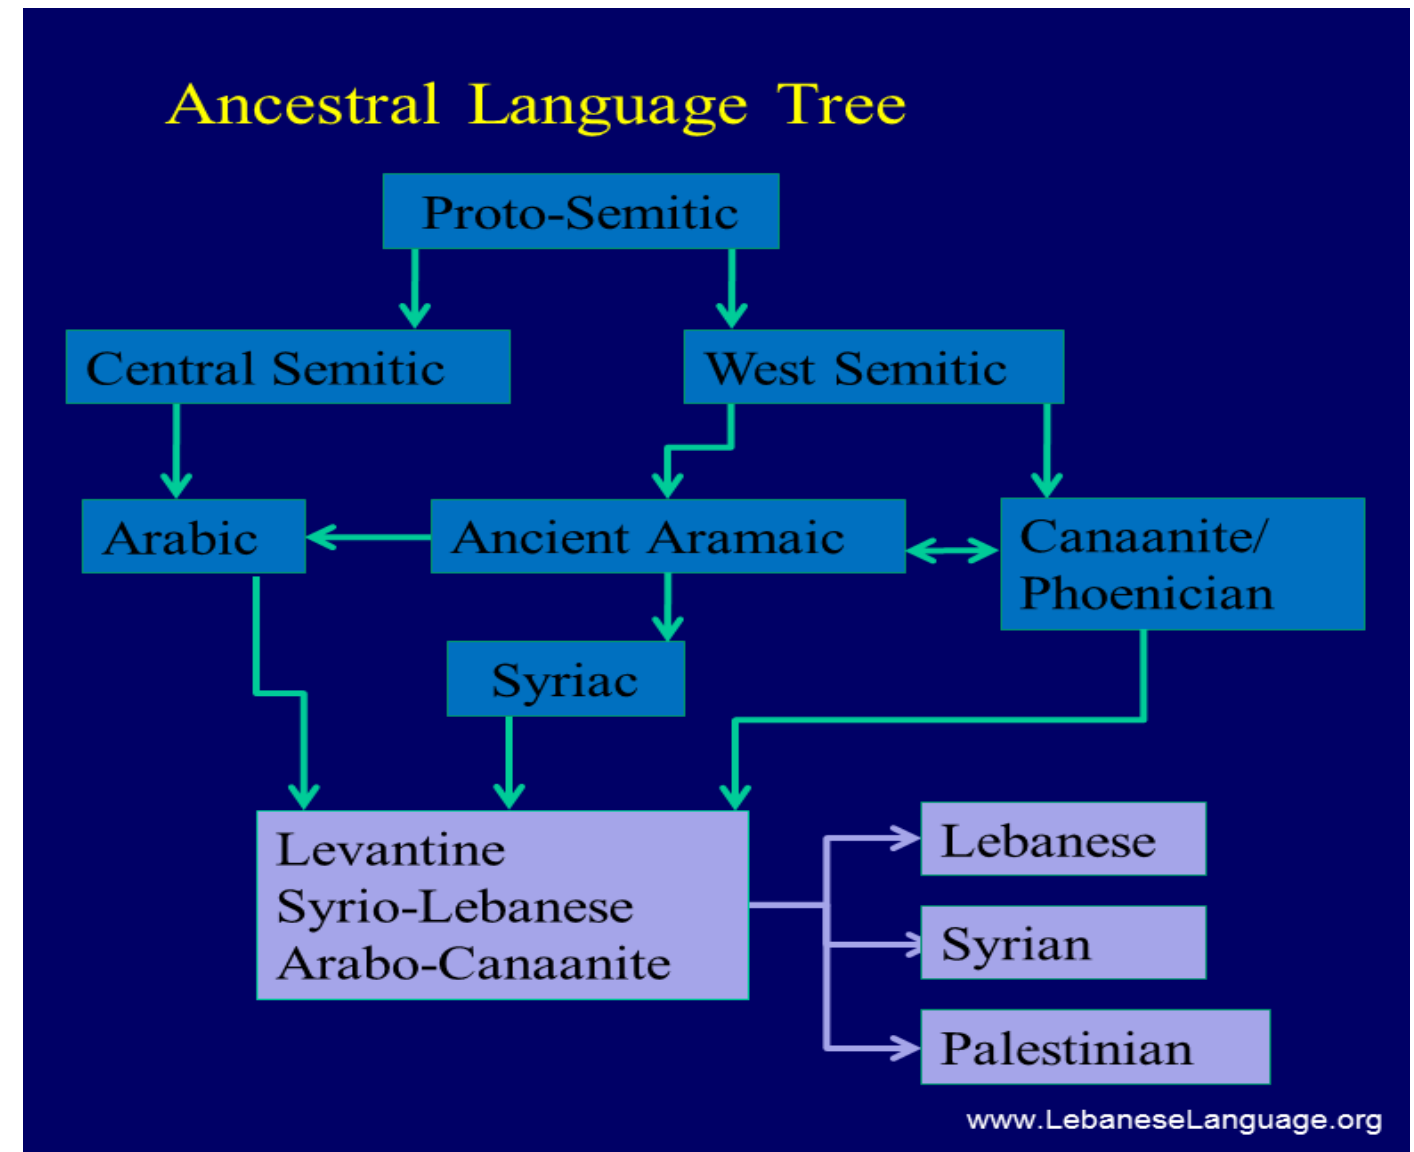 Ancestral Language Tree
Proto-Semitic
Central Semitic
West Semitic
Arabic
Ancient Aramaic
Canaanite/
Phoenician
Syriac
Levantine
Syrio-Lebanese
Arabo-Canaanite
Lebanese
Syrian
Palestinian
www.LebaneseLanguage.org